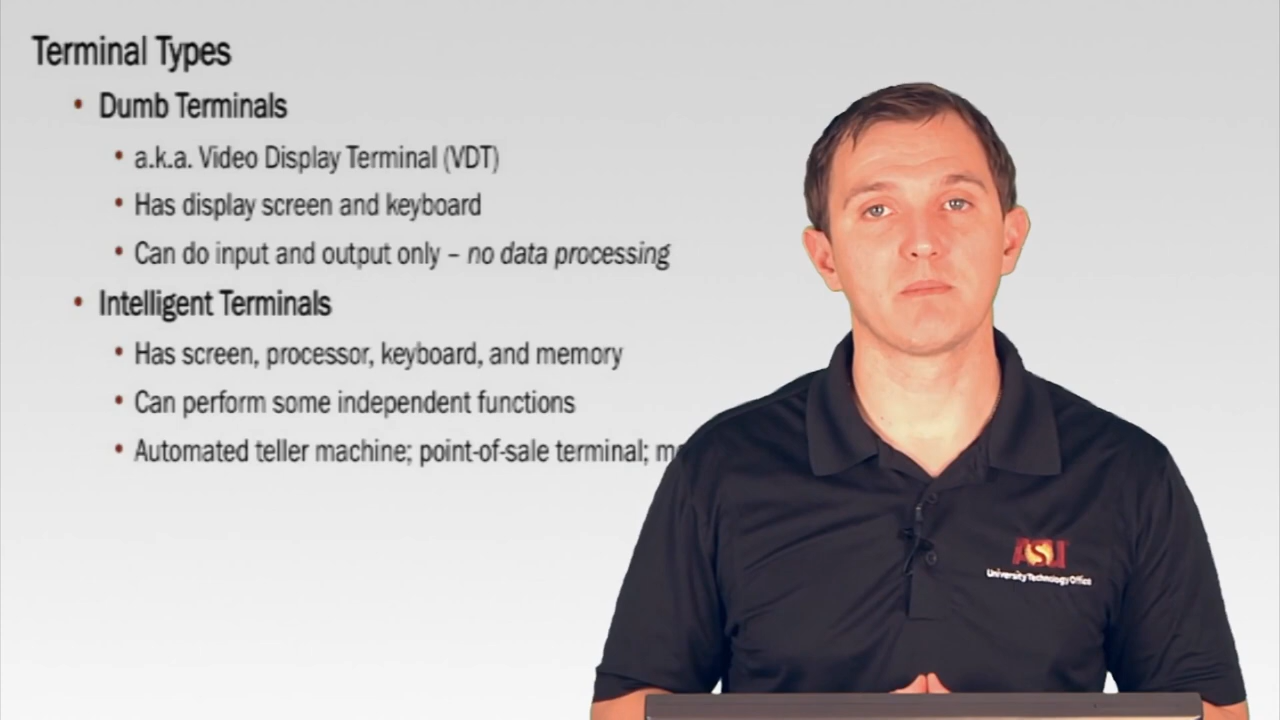 Terminal Types
• Dumb Terminals
• a.k.a. Video Display Terminal (VDT)
• Has display screen and keyboard
• Can do input and output only – no data processing
• Intelligent Terminals
• Has screen, processor, keyboard, and memory
• Can perform some independent functions
• Automated teller machine; point-of-sale terminal;
ASU
University Technology Office